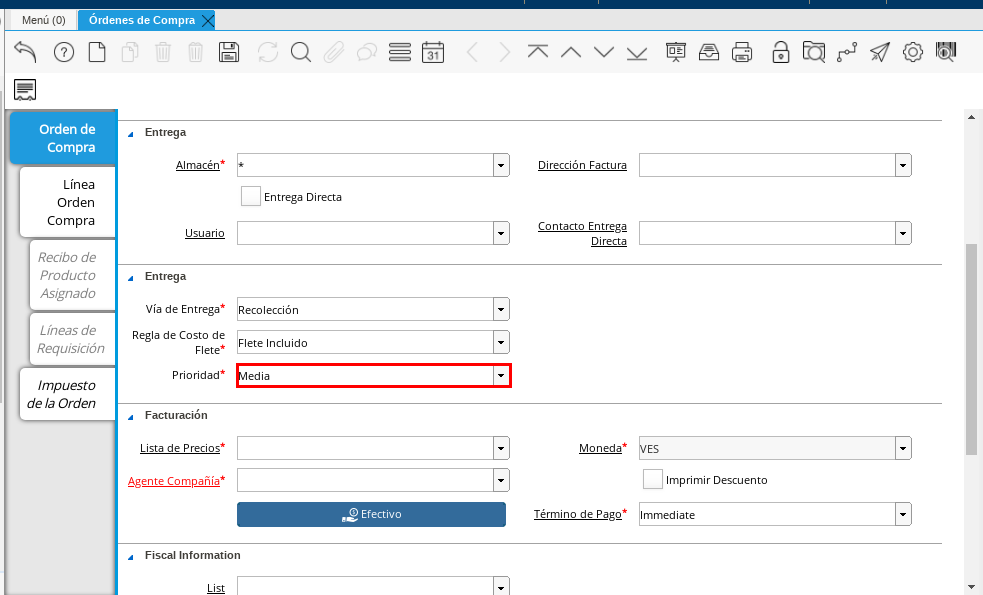 Menú (0)
Órdenes de Compra
31
Orden de
Compra
Línea
Orden
Compra
Recibo de
Producto
Asignado
Líneas de
Requisición
Impuesto
de la Orden
Entrega
Almacén* *
Dirección Factura
Entrega Directa
Usuario
Contacto Entrega
Directa
Entrega
Vía de Entrega* Recolección
Regla de Costo de
Flete* Flete Incluido
Prioridad* Media
Facturación
Lista de Precios*
Moneda* VES
Agente Compañía*
Imprimir Descuento
Efectivo
Término de Pago* Immediate
Fiscal Information
List